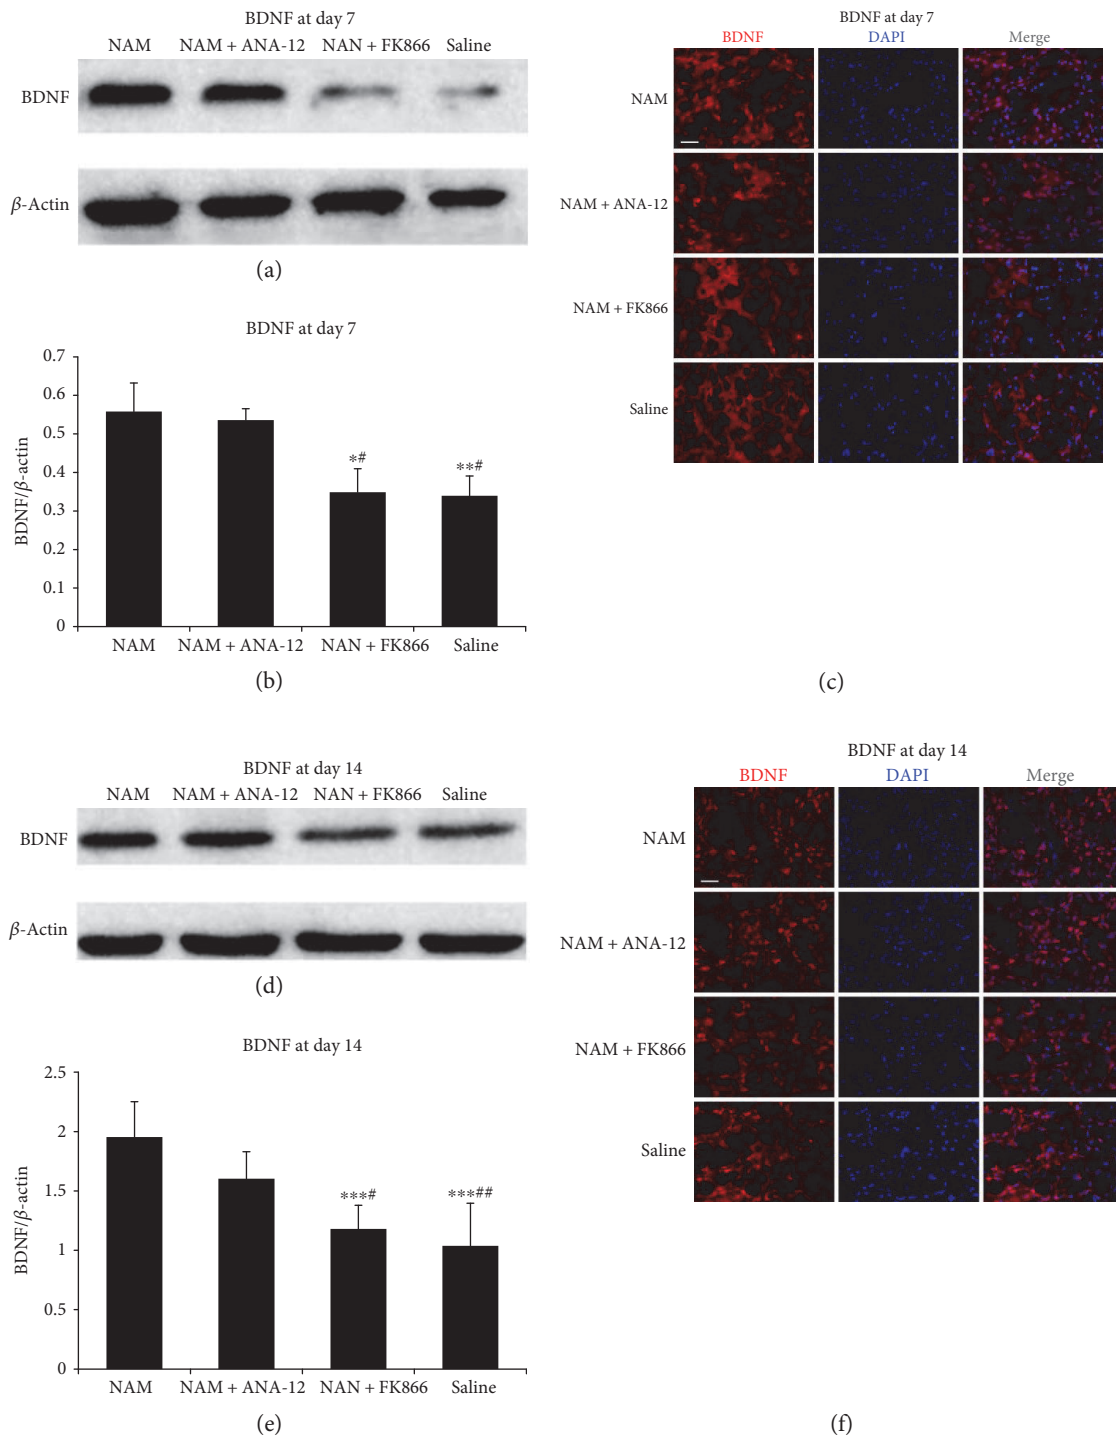 BDNF at day 7
NAM NAM + ANA-12 NAN + FK866 Saline
BDNF
β-Actin
(a)
BDNF at day 7
0.7
0.6
0.5
0.4
0.3
0.2
0.1
0
BDNF/β-actin
*#
**#
NAM NAM + ANA-12 NAN + FK866 Saline
(b)
BDNF at day 7
BDNF DAPI Merge
NAM
NAM + ANA-12
NAM + FK866
Saline
(c)
BDNF at day 14
NAM NAM + ANA-12 NAN + FK866 Saline
BDNF
β-Actin
(d)
BDNF at day 14
2.5
2
1.5
1
0.5
0
BDNF/β-actin
***#
***##
NAM NAM + ANA-12 NAN + FK866 Saline
(e)
BDNF at day 14
BDNF DAPI Merge
NAM
NAM + ANA-12
NAM + FK866
Saline
(f)